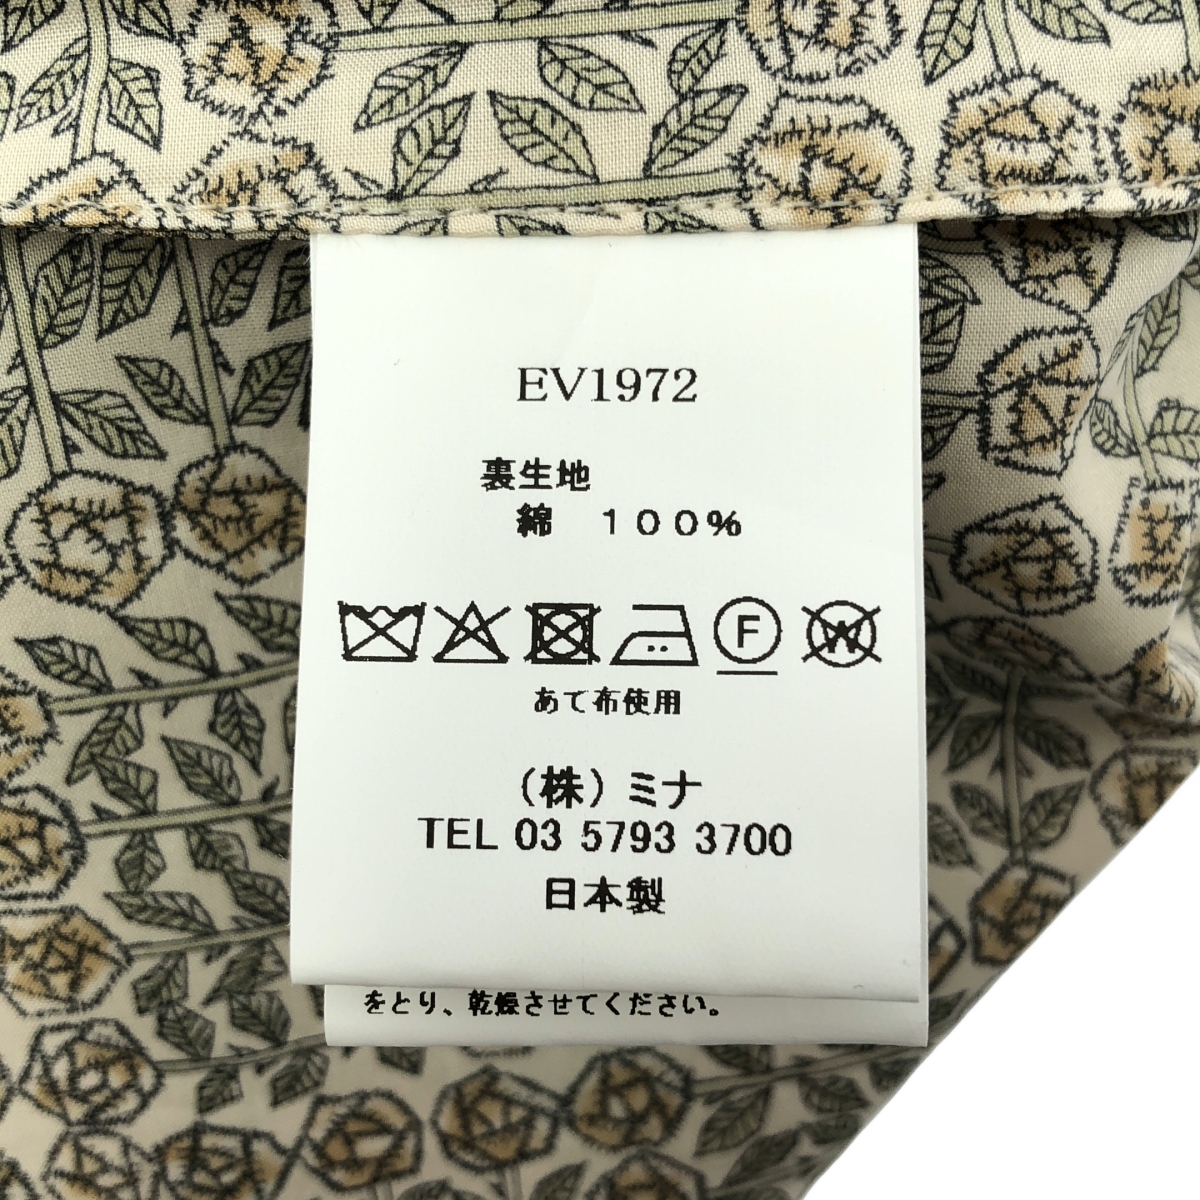 EV1972
裏生地
綿 100%
F W
あて布使用
(株)ミナ
TEL 03 5793 3700
日本製
をとり、乾燥させてください。